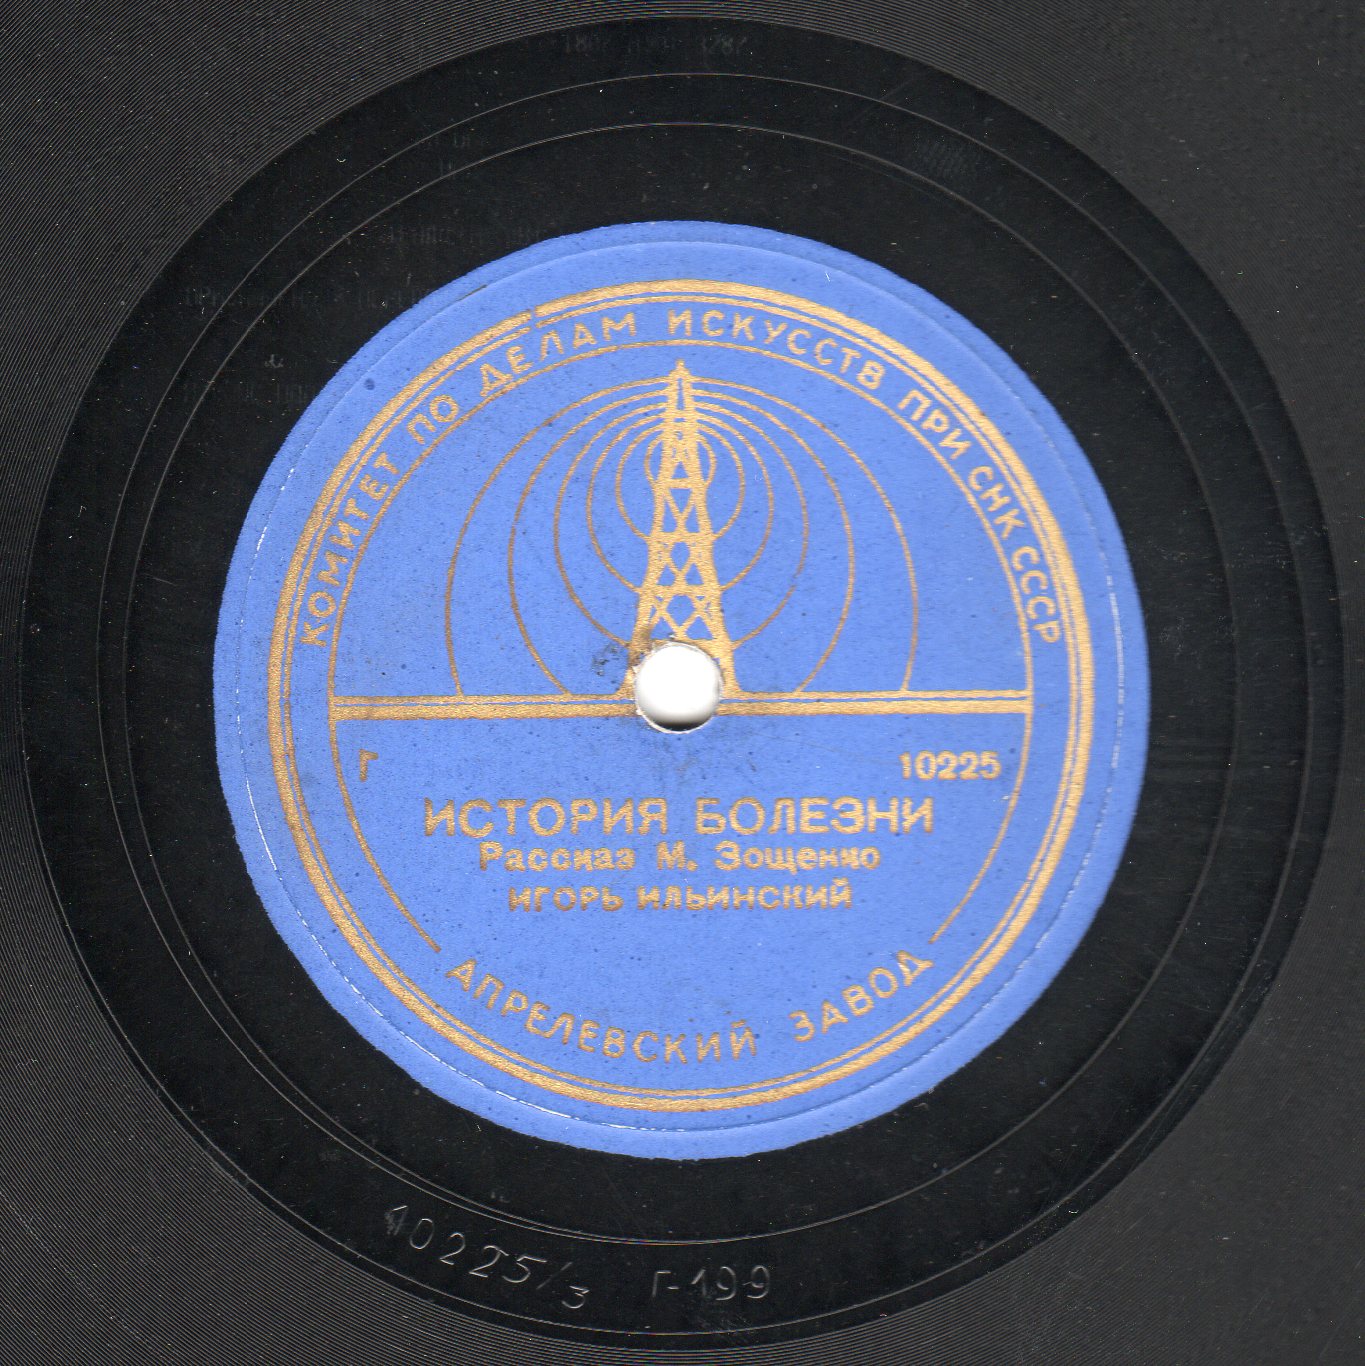 КОМИТЕТ ПО ДЕЛАМ ИСКУССТВ ПРИ СНК СССР
Г 10225
ИСТОРИЯ БОЛЕЗНИ
Рассказ М. Зощенко
ИГОРЬ ИЛЬИНСКИЙ
АПРЕЛЕВСКИЙ ЗАВОД
10225/3 Г-199